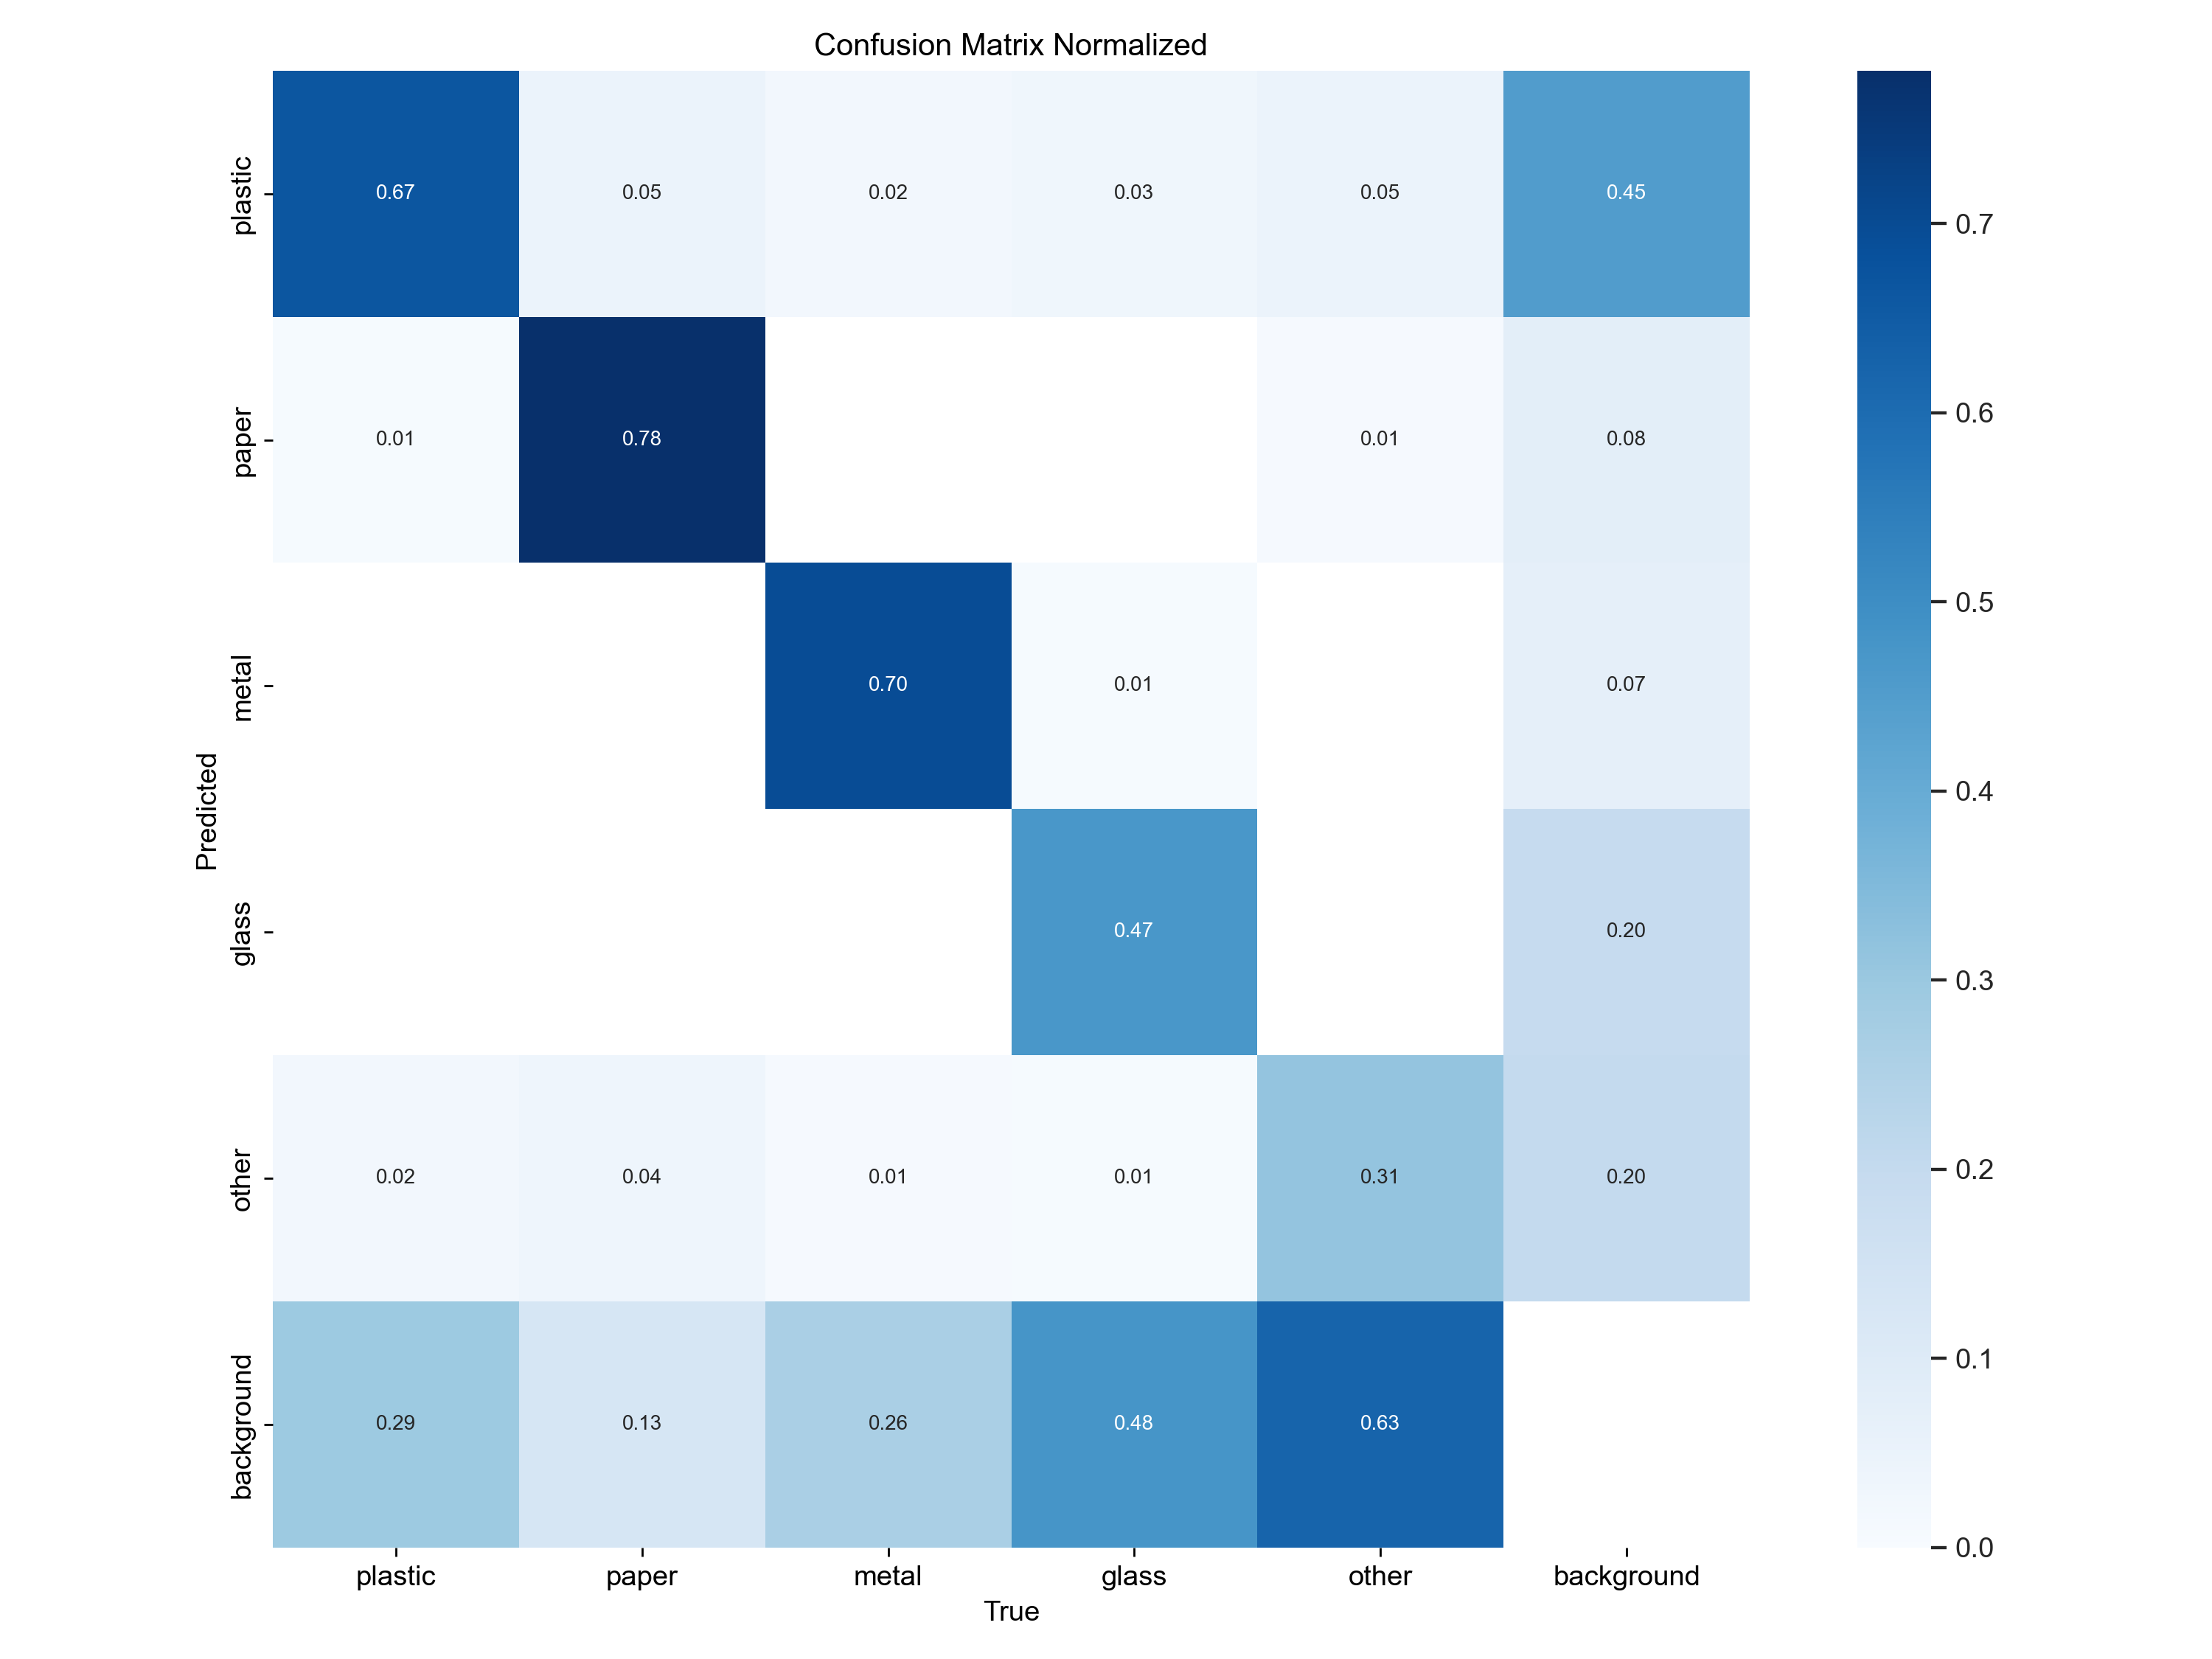 Confusion Matrix Normalized
plastic 0.67 0.05 0.02 0.03 0.05 0.45
paper 0.01 0.78 0.01 0.08
metal 0.70 0.01 0.07
glass 0.47 0.20
other 0.02 0.04 0.01 0.01 0.31 0.20
background 0.29 0.13 0.26 0.48 0.63
Predicted
plastic paper metal glass other background
True
0.7
0.6
0.5
0.4
0.3
0.2
0.1
0.0